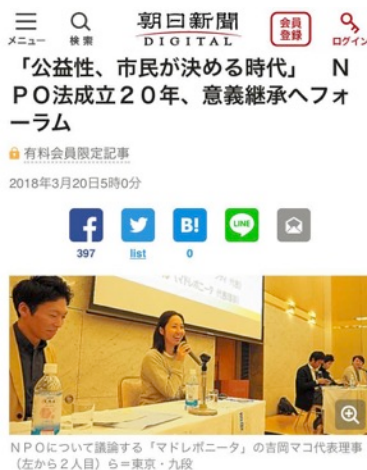 メニュー
検索
朝日新聞
DIGITAL
会員
登録
ログイン
「公益性、市民が決める時代」　Ｎ
ＰＯ法成立２０年、意義継承へフォ
ーラム
有料会員限定記事
2018年3月20日5時0分
f
B!
LINE
397
list
0
ＮＰＯについて議論する「マドレボニータ」の吉岡マコ代表理事
（左から２人目）ら＝東京・九段